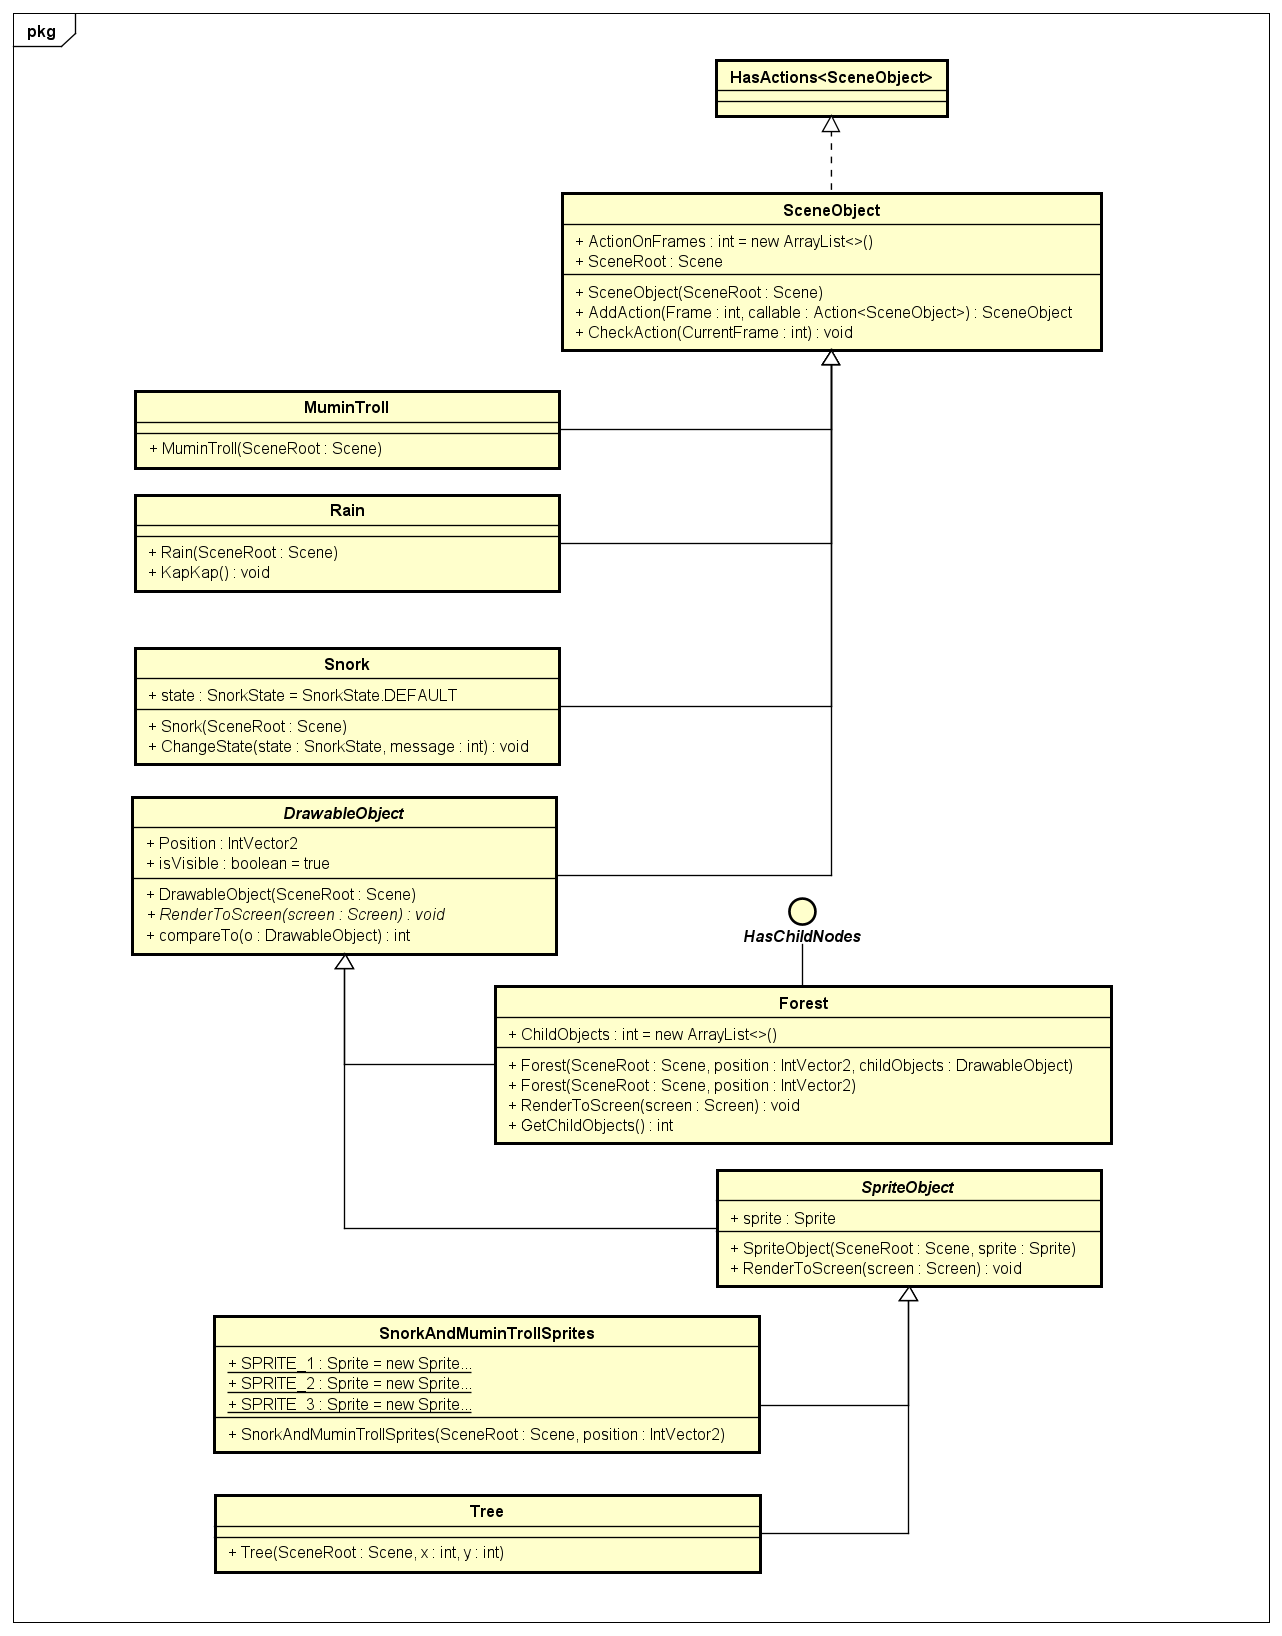 pkg
HasActions<SceneObject>
SceneObject
+ ActionOnFrames : int = new ArrayList<>()
+ SceneRoot : Scene
+ SceneObject(SceneRoot : Scene)
+ AddAction(Frame : int, callable : Action<SceneObject>) : SceneObject
+ CheckAction(CurrentFrame : int) : void
MuminTroll
+ MuminTroll(SceneRoot : Scene)
Rain
+ Rain(SceneRoot : Scene)
+ KapKap() : void
Snork
+ state : SnorkState = SnorkState.DEFAULT
+ Snork(SceneRoot : Scene)
+ ChangeState(state : SnorkState, message : int) : void
DrawableObject
+ Position : IntVector2
+ isVisible : boolean = true
+ DrawableObject(SceneRoot : Scene)
+ RenderToScreen(screen : Screen) : void
+ compareTo(o : DrawableObject) : int
HasChildNodes
Forest
+ ChildObjects : int = new ArrayList<>()
+ Forest(SceneRoot : Scene, position : IntVector2, childObjects : DrawableObject)
+ Forest(SceneRoot : Scene, position : IntVector2)
+ RenderToScreen(screen : Screen) : void
+ GetChildObjects() : int
SpriteObject
+ sprite : Sprite
+ SpriteObject(SceneRoot : Scene, sprite : Sprite)
+ RenderToScreen(screen : Screen) : void
SnorkAndMuminTrollSprites
+ SPRITE_1 : Sprite = new Sprite...
+ SPRITE_2 : Sprite = new Sprite...
+ SPRITE_3 : Sprite = new Sprite...
+ SnorkAndMuminTrollSprites(SceneRoot : Scene, position : IntVector2)
Tree
+ Tree(SceneRoot : Scene, x : int, y : int)